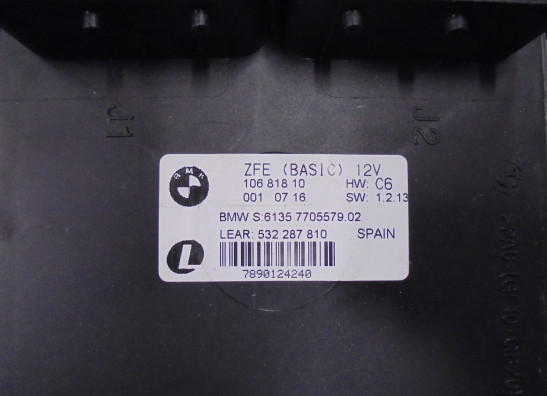 J1
J2
BMW
ZFE (BASIC) 12V
106 818 10 HW: C6
001 07 16 SW: 1.2.13
BMW S:6135 7705579.02
LEAR: 532 287 810 SPAIN
L
7890124240